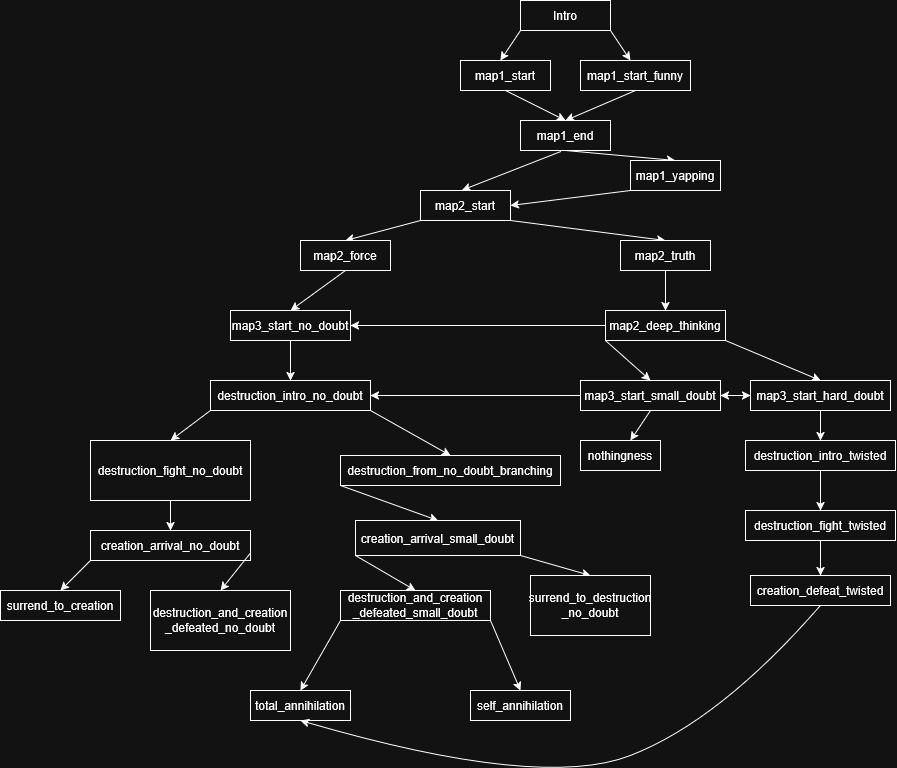 Intro
map1_start
map1_start_funny
map1_end
map1_yapping
map2_start
map2_force
map2_truth
map3_start_no_doubt
map2_deep_thinking
destruction_intro_no_doubt
map3_start_small_doubt
map3_start_hard_doubt
destruction_fight_no_doubt
destruction_from_no_doubt_branching
nothingness
destruction_intro_twisted
creation_arrival_no_doubt
creation_arrival_small_doubt
destruction_fight_twisted
surrend_to_creation
destruction_and_creation
_defeated_no_doubt
destruction_and_creation
_defeated_small_doubt
surrend_to_destruction
_no_doubt
creation_defeat_twisted
total_annihilation
self_annihilation